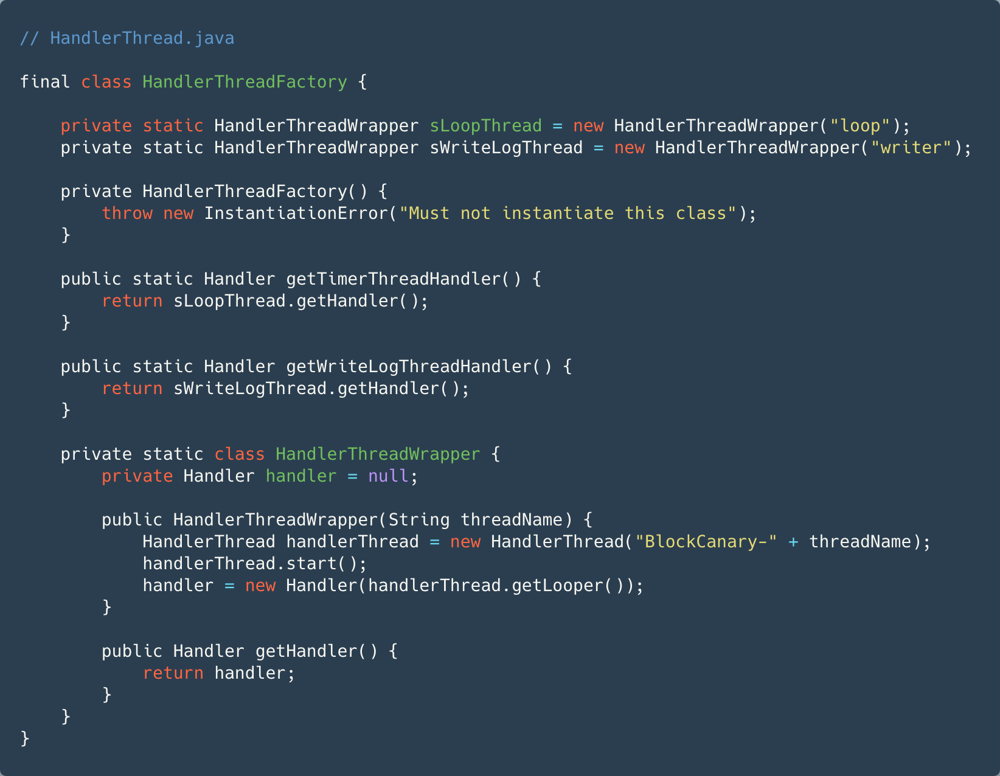 // HandlerThread.java
final class HandlerThreadFactory {
    private static HandlerThreadWrapper sLoopThread = new HandlerThreadWrapper("loop");
    private static HandlerThreadWrapper sWriteLogThread = new HandlerThreadWrapper("writer");
    private HandlerThreadFactory() {
        throw new InstantiationError("Must not instantiate this class");
    }
    public static Handler getTimerThreadHandler() {
        return sLoopThread.getHandler();
    }
    public static Handler getWriteLogThreadHandler() {
        return sWriteLogThread.getHandler();
    }
    private static class HandlerThreadWrapper {
        private Handler handler = null;
        public HandlerThreadWrapper(String threadName) {
            HandlerThread handlerThread = new HandlerThread("BlockCanary-" + threadName);
            handlerThread.start();
            handler = new Handler(handlerThread.getLooper());
        }
        public Handler getHandler() {
            return handler;
        }
    }
}